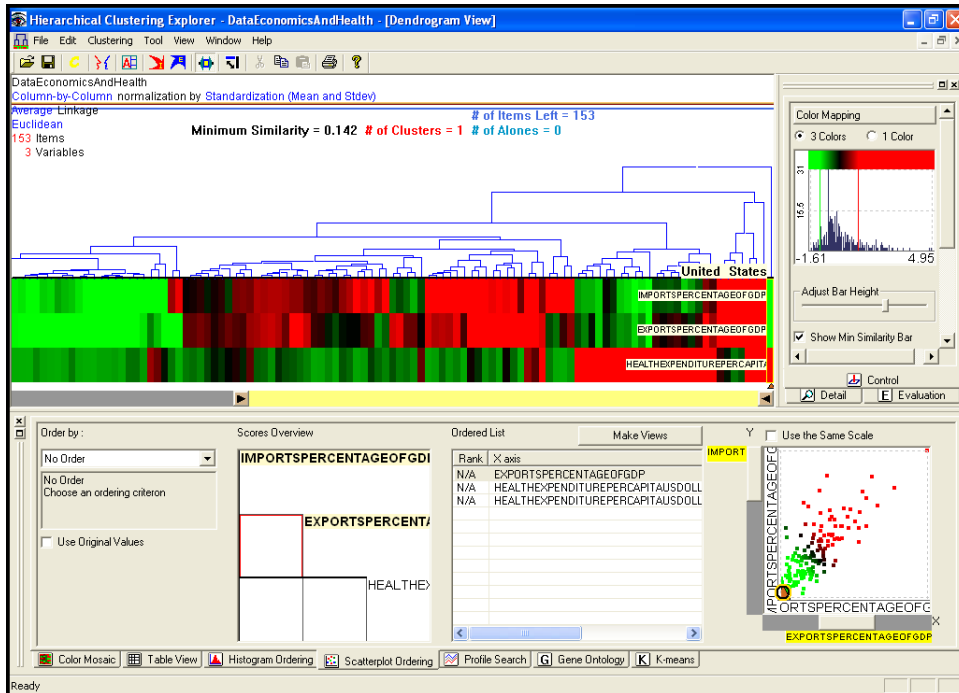 Hierarchical Clustering Explorer - DataEconomicsAndHealth - [Dendrogram View]
File Edit Clustering Tool View Window Help
DataEconomicsAndHealth
Column-by-Column normalization by Standardization (Mean and Stdev)
Average Linkage
Euclidean
153 Items
3 Variables
# of Items Left = 153
Minimum Similarity = 0.142 # of Clusters = 1 # of Alones = 0
United States
IMPORTSPERCENTAGEOFGDP
EXPORTSPERCENTAGEOFGDP
HEALTHEXPENDITUREPERCAPITA
Color Mapping
3 Colors 1 Color
31
15.5
-1.61 4.95
Adjust Bar Height
Show Min Similarity Bar
Control
Detail E Evaluation
Order by :
No Order
No Order
Choose an ordering criteron
Use Original Values
Scores Overview
IMPORTSPERCENTAGEOFGDI
EXPORTSPERCENTA
HEALTHEX
Ordered List
Make Views
Rank X axis
N/A EXPORTSPERCENTAGEOFGDP
N/A HEALTHEXPENDITUREPERCAPITAUSDOLL
N/A HEALTHEXPENDITUREPERCAPITAUSDOLL
Y Use the Same Scale
IMPORT
MPORTSPERCENTAGEOF
ORTSPERCENTAGEOFG
X
EXPORTSPERCENTAGEOFGDP
Color Mosaic Table View Histogram Ordering Scatterplot Ordering Profile Search G Gene Ontology K K-means
Ready